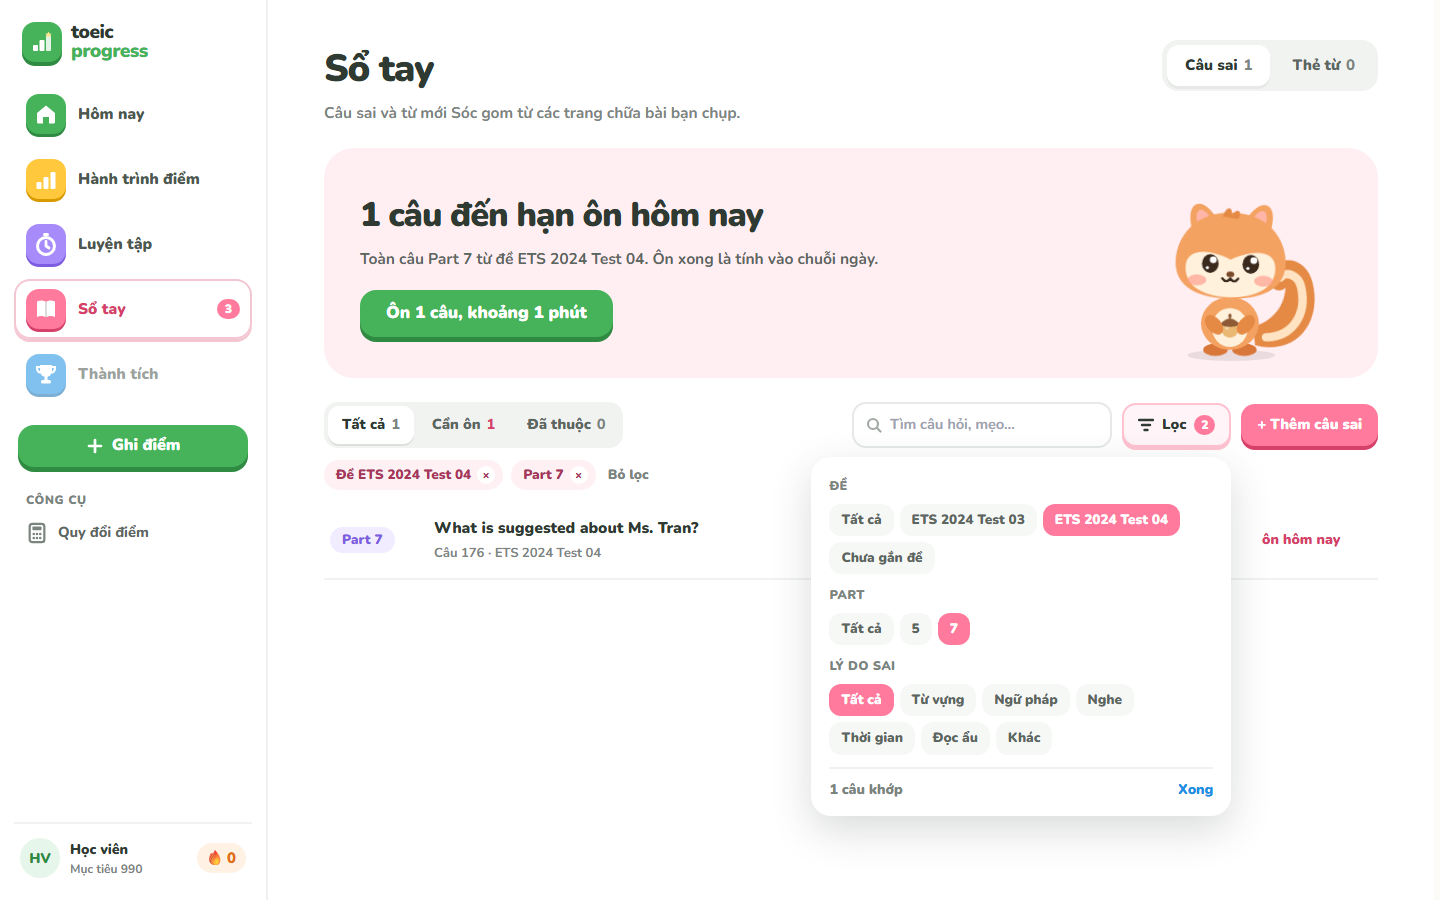 toeic
progress
Hôm nay
Hành trình điểm
Luyện tập
Sổ tay 3
Thành tích
+ Ghi điểm
CÔNG CỤ
Quy đổi điểm
HV Học viên
Mục tiêu 990
0
Sổ tay
Câu sai và từ mới Sóc gom từ các trang chữa bài bạn chụp.
Câu sai 1 Thẻ từ 0
1 câu đến hạn ôn hôm nay
Toàn câu Part 7 từ đề ETS 2024 Test 04. Ôn xong là tính vào chuỗi ngày.
Ôn 1 câu, khoảng 1 phút
Tất cả 1 Cần ôn 1 Đã thuộc 0
Tìm câu hỏi, mẹo...
Lọc 2
+ Thêm câu sai
Đề ETS 2024 Test 04 × Part 7 × Bỏ lọc
Part 7
What is suggested about Ms. Tran?
Câu 176 · ETS 2024 Test 04
ôn hôm nay
ĐỀ
Tất cả ETS 2024 Test 03 ETS 2024 Test 04
Chưa gắn đề
PART
Tất cả 5 7
LÝ DO SAI
Tất cả Từ vựng Ngữ pháp Nghe
Thời gian Đọc ẩu Khác
1 câu khớp Xong